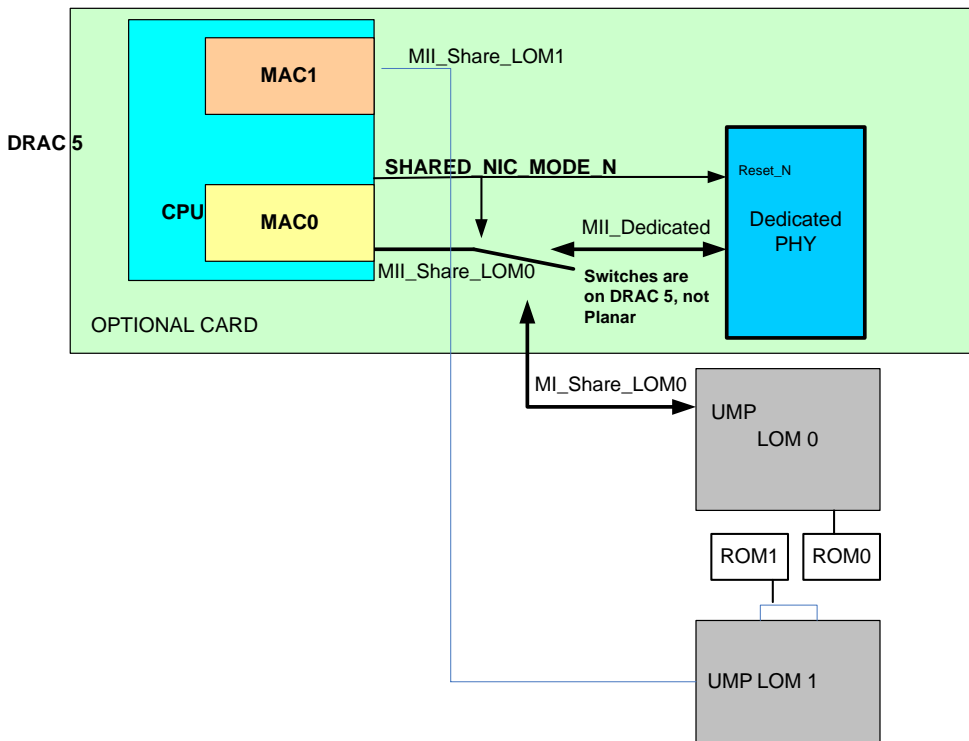 MII_Share_LOM1
MAC1
DRAC 5
SHARED_NIC_MODE_N
Reset_N
CPU
MAC0
Dedicated
PHY
MII_Dedicated
MII_Share_LOM0
Switches are
on DRAC 5, not
Planar
OPTIONAL CARD
MI_Share_LOM0
UMP
LOM 0
ROM1
ROM0
UMP LOM 1